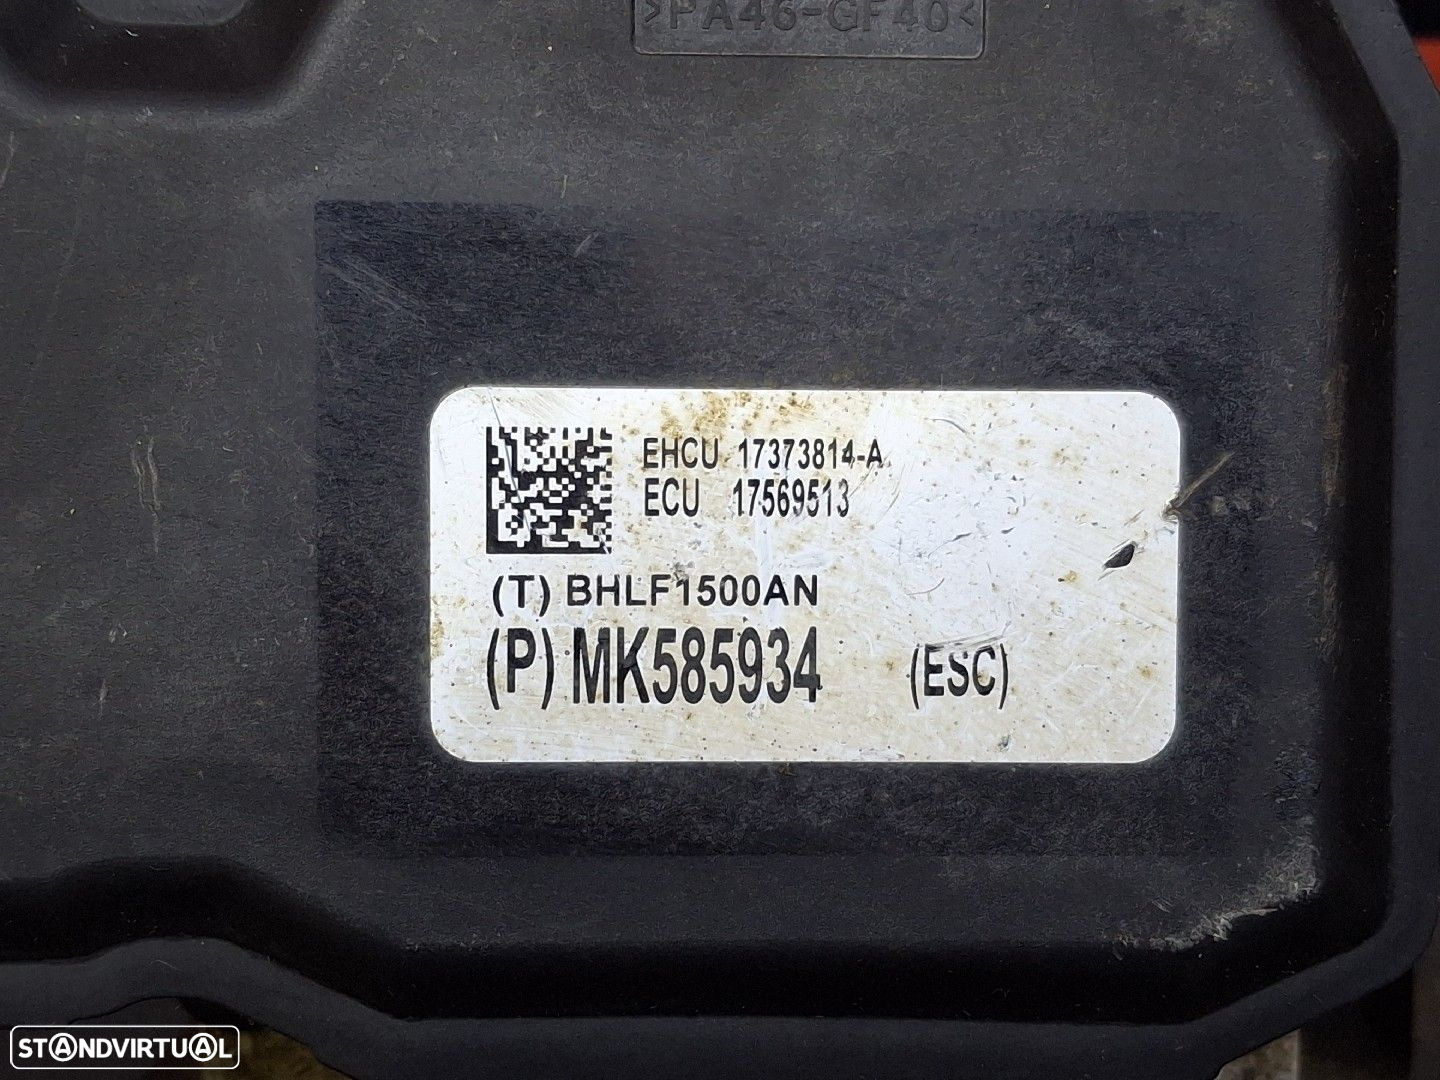 >PA46-GF40<
EHCU 17373814-A
ECU 17569513
(T) BHLF1500AN
(P) MK585934 (ESC)
STANDVIRTUAL